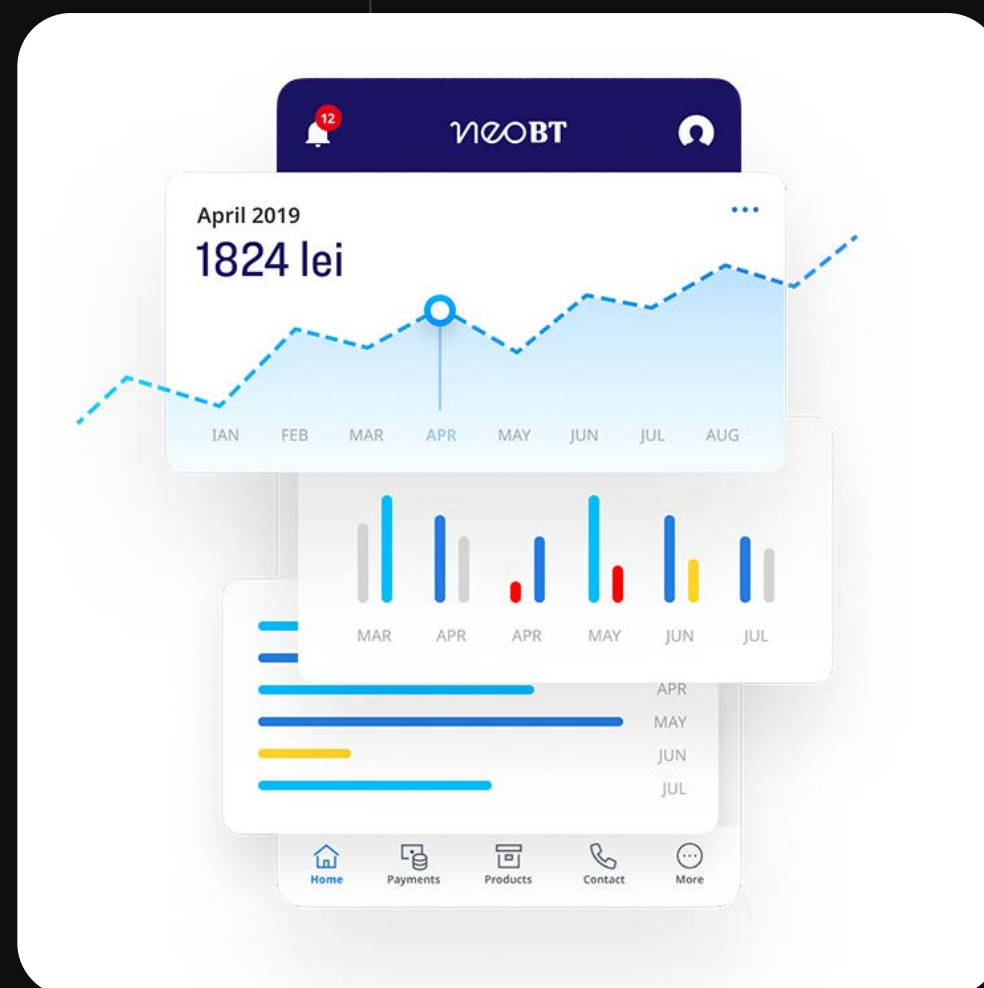 12
neoBT
April 2019
1824 lei
IAN FEB MAR APR MAY JUN JUL AUG
MAR APR APR MAY JUN JUL
APR
MAY
JUN
JUL
Home Payments Products Contact More